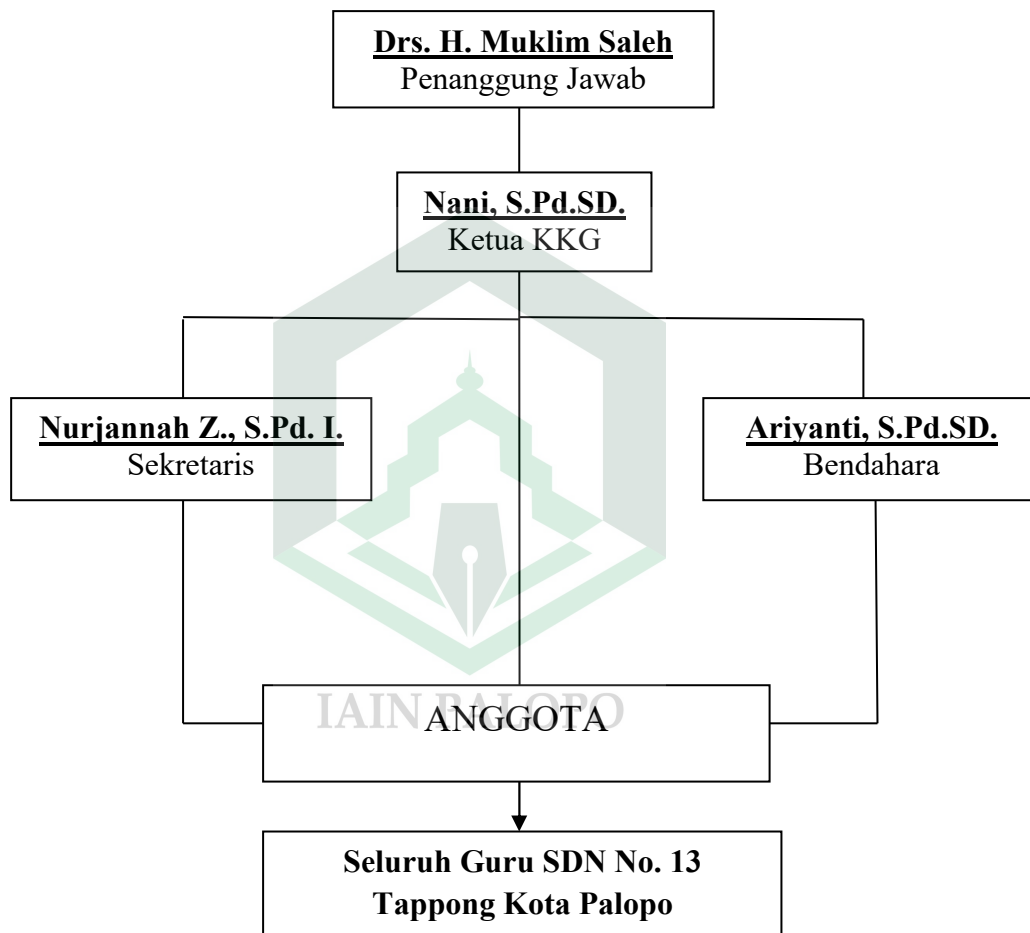 Drs. H. Muklim Saleh
Penanggung Jawab
Nani, S.Pd.SD.
Ketua KKG
Nurjannah Z., S.Pd. I.
Sekretaris
Ariyanti, S.Pd.SD.
Bendahara
IAIN PALOPO
ANGGOTA
Seluruh Guru SDN No. 13
Tappong Kota Palopo